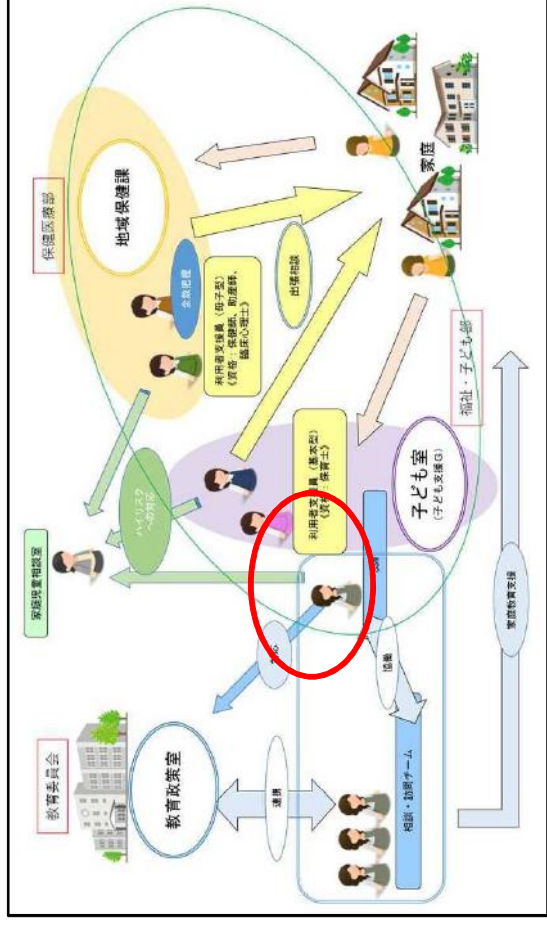 教育委員会
家庭児童相談室
保健医療部
教育政策室
ハイリスク
への対応
地域保健課
全数把握
利用者支援員（母子型）
《資格：保健師、助産師、
臨床心理士》
連携
出張相談
利用者支援員（基本型）
《資格：保育士》
協働
相談・訪問チーム
子ども室
(子ども支援G)
家庭
福祉・子ども部
家庭教育支援